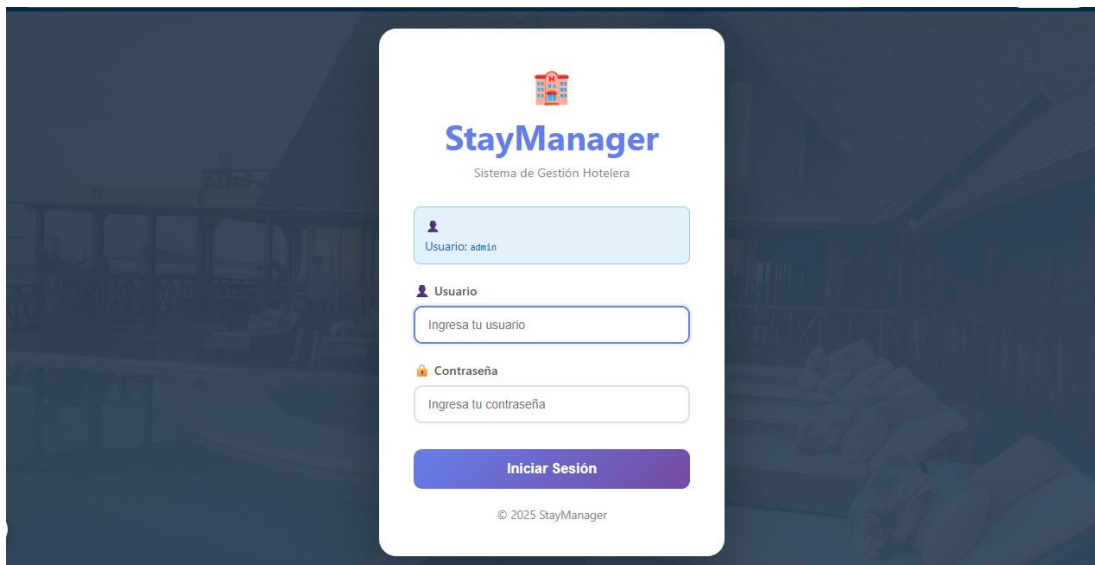 StayManager
Sistema de Gestión Hotelera
Usuario: admin
Usuario
Ingresa tu usuario
Contraseña
Ingresa tu contraseña
Iniciar Sesión
© 2025 StayManager